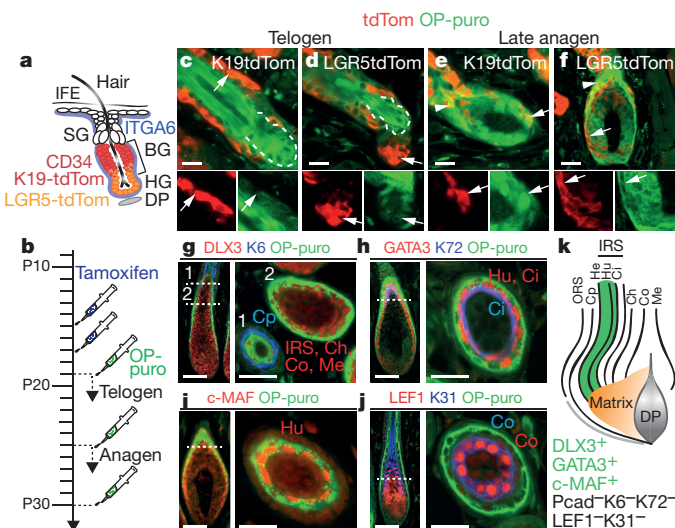 tdTom OP-puro
Telogen
Late anagen
a
Hair
IFE
SG
ITGA6
BG
CD34
K19-tdTom
HG
LGR5-tdTom
DP
c K19tdTom
d LGR5tdTom
e K19tdTom
f LGR5tdTom
b
P10
Tamoxifen
OP-
puro
P20
Telogen
Anagen
P30
g DLX3 K6 OP-puro
1
2
2
1
Cp
IRS, Ch
Co, Me
h GATA3 K72 OP-puro
Hu, Ci
Ci
i c-MAF OP-puro
Hu
j LEF1 K31 OP-puro
Co
Co
k
IRS
ORS
Cp
He
Hu
Ci
Ch
Co
Me
Matrix
DP
DLX3⁺
GATA3⁺
c-MAF⁺
Pcad⁻K6⁻K72⁻
LEF1⁻K31⁻